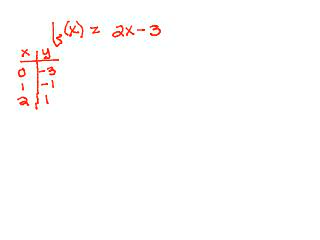 f(x) = 2x - 3
x | y
0 | -3
1 | -1
2 | 1